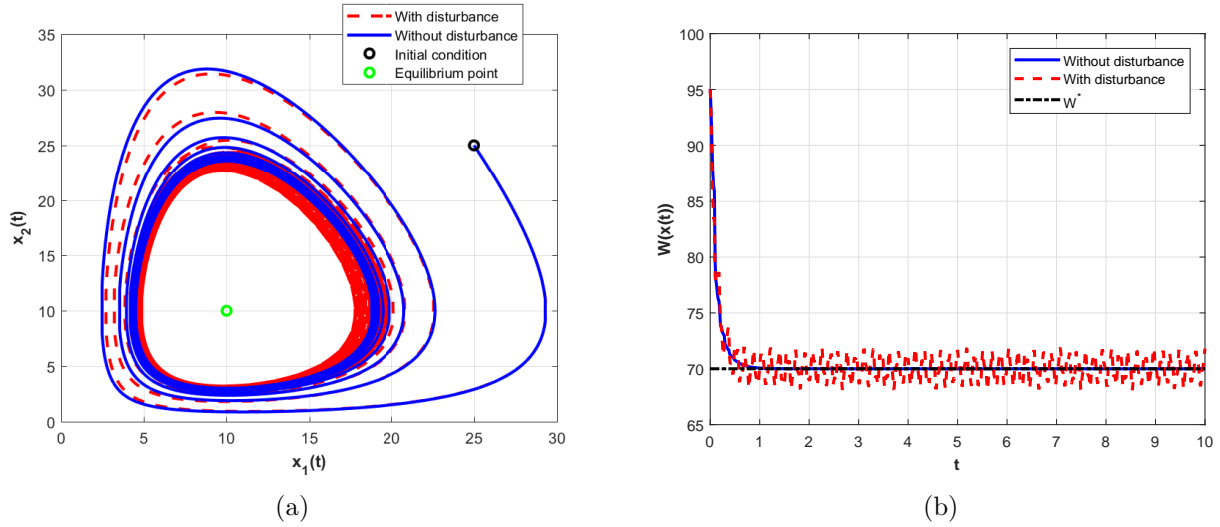 With disturbance
Without disturbance
Initial condition
Equilibrium point
35
30
25
20
15
10
5
0
0 5 10 15 20 25 30
x_2(t)
x_1(t)
(a)
Without disturbance
With disturbance
W*
100
95
90
85
80
75
70
65
0 1 2 3 4 5 6 7 8 9 10
W(x(t))
t
(b)